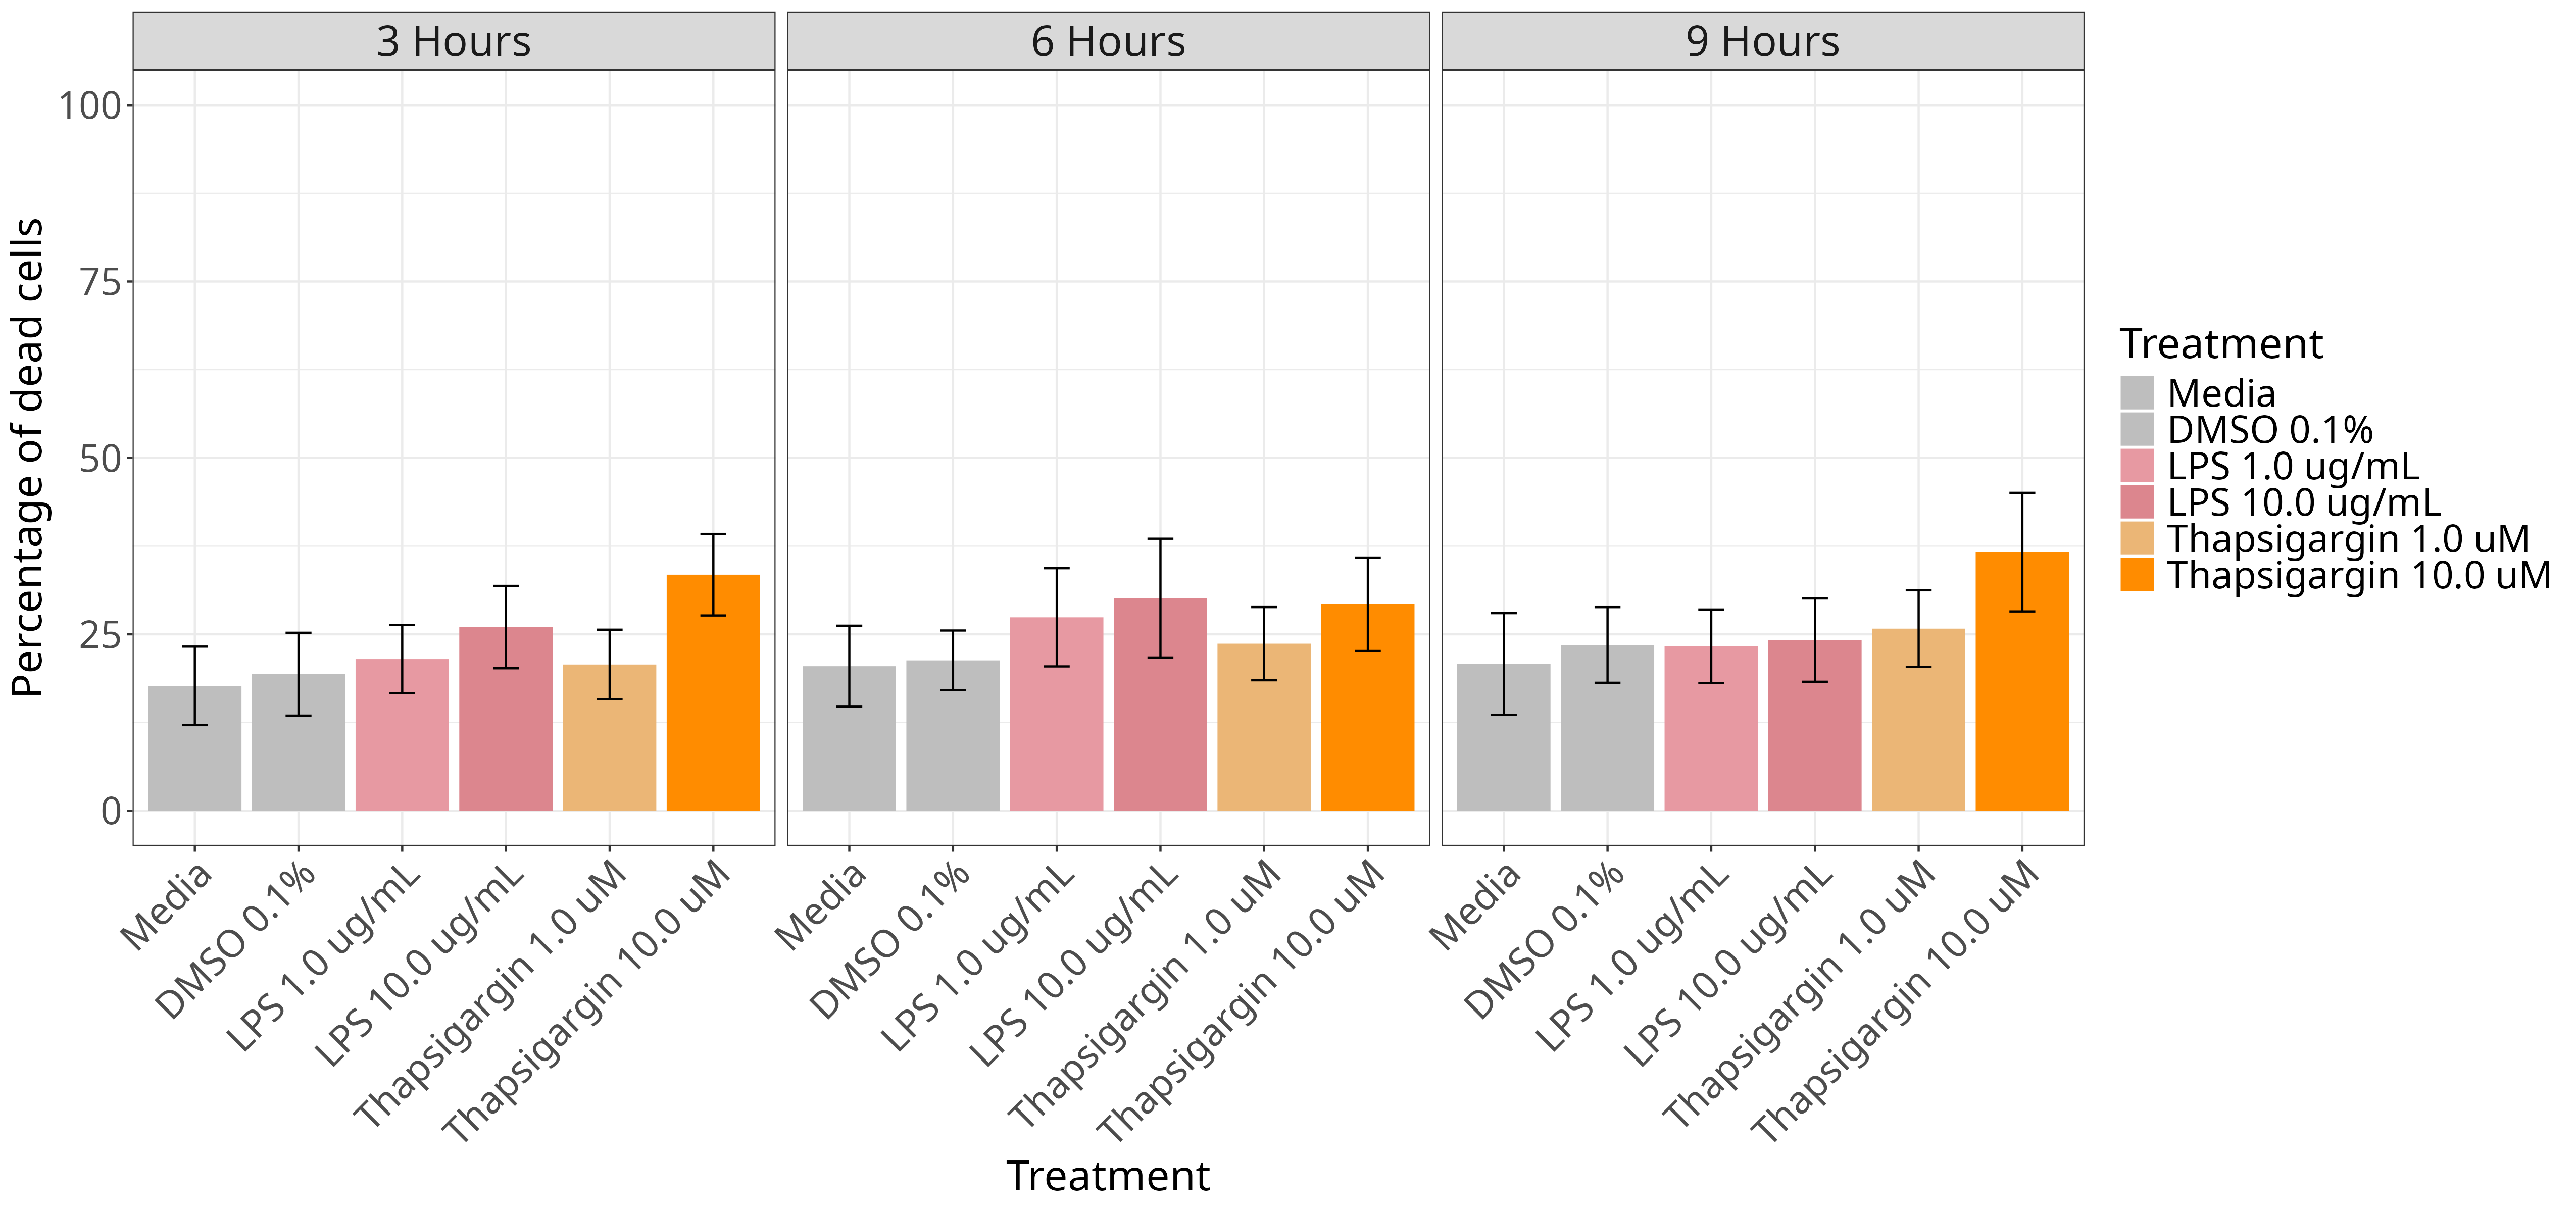 3 Hours
6 Hours
9 Hours
Percentage of dead cells
100
75
50
25
0
Media
DMSO 0.1%
LPS 1.0 ug/mL
LPS 10.0 ug/mL
Thapsigargin 1.0 uM
Thapsigargin 10.0 uM
Media
DMSO 0.1%
LPS 1.0 ug/mL
LPS 10.0 ug/mL
Thapsigargin 1.0 uM
Thapsigargin 10.0 uM
Media
DMSO 0.1%
LPS 1.0 ug/mL
LPS 10.0 ug/mL
Thapsigargin 1.0 uM
Thapsigargin 10.0 uM
Treatment
Treatment
Media
DMSO 0.1%
LPS 1.0 ug/mL
LPS 10.0 ug/mL
Thapsigargin 1.0 uM
Thapsigargin 10.0 uM